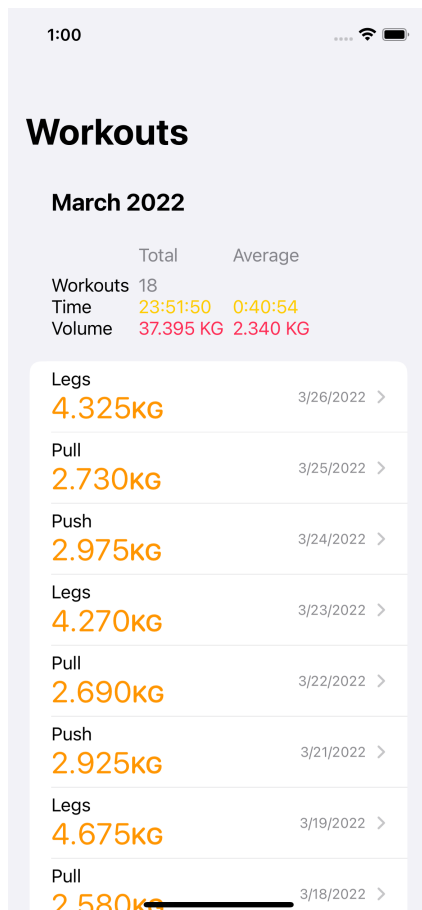 1:00
Workouts
March 2022
Total Average
Workouts 18
Time 23:51:50 0:40:54
Volume 37.395 KG 2.340 KG
Legs
4.325KG
3/26/2022
Pull
2.730KG
3/25/2022
Push
2.975KG
3/24/2022
Legs
4.270KG
3/23/2022
Pull
2.690KG
3/22/2022
Push
2.925KG
3/21/2022
Legs
4.675KG
3/19/2022
Pull
2.580KG
3/18/2022